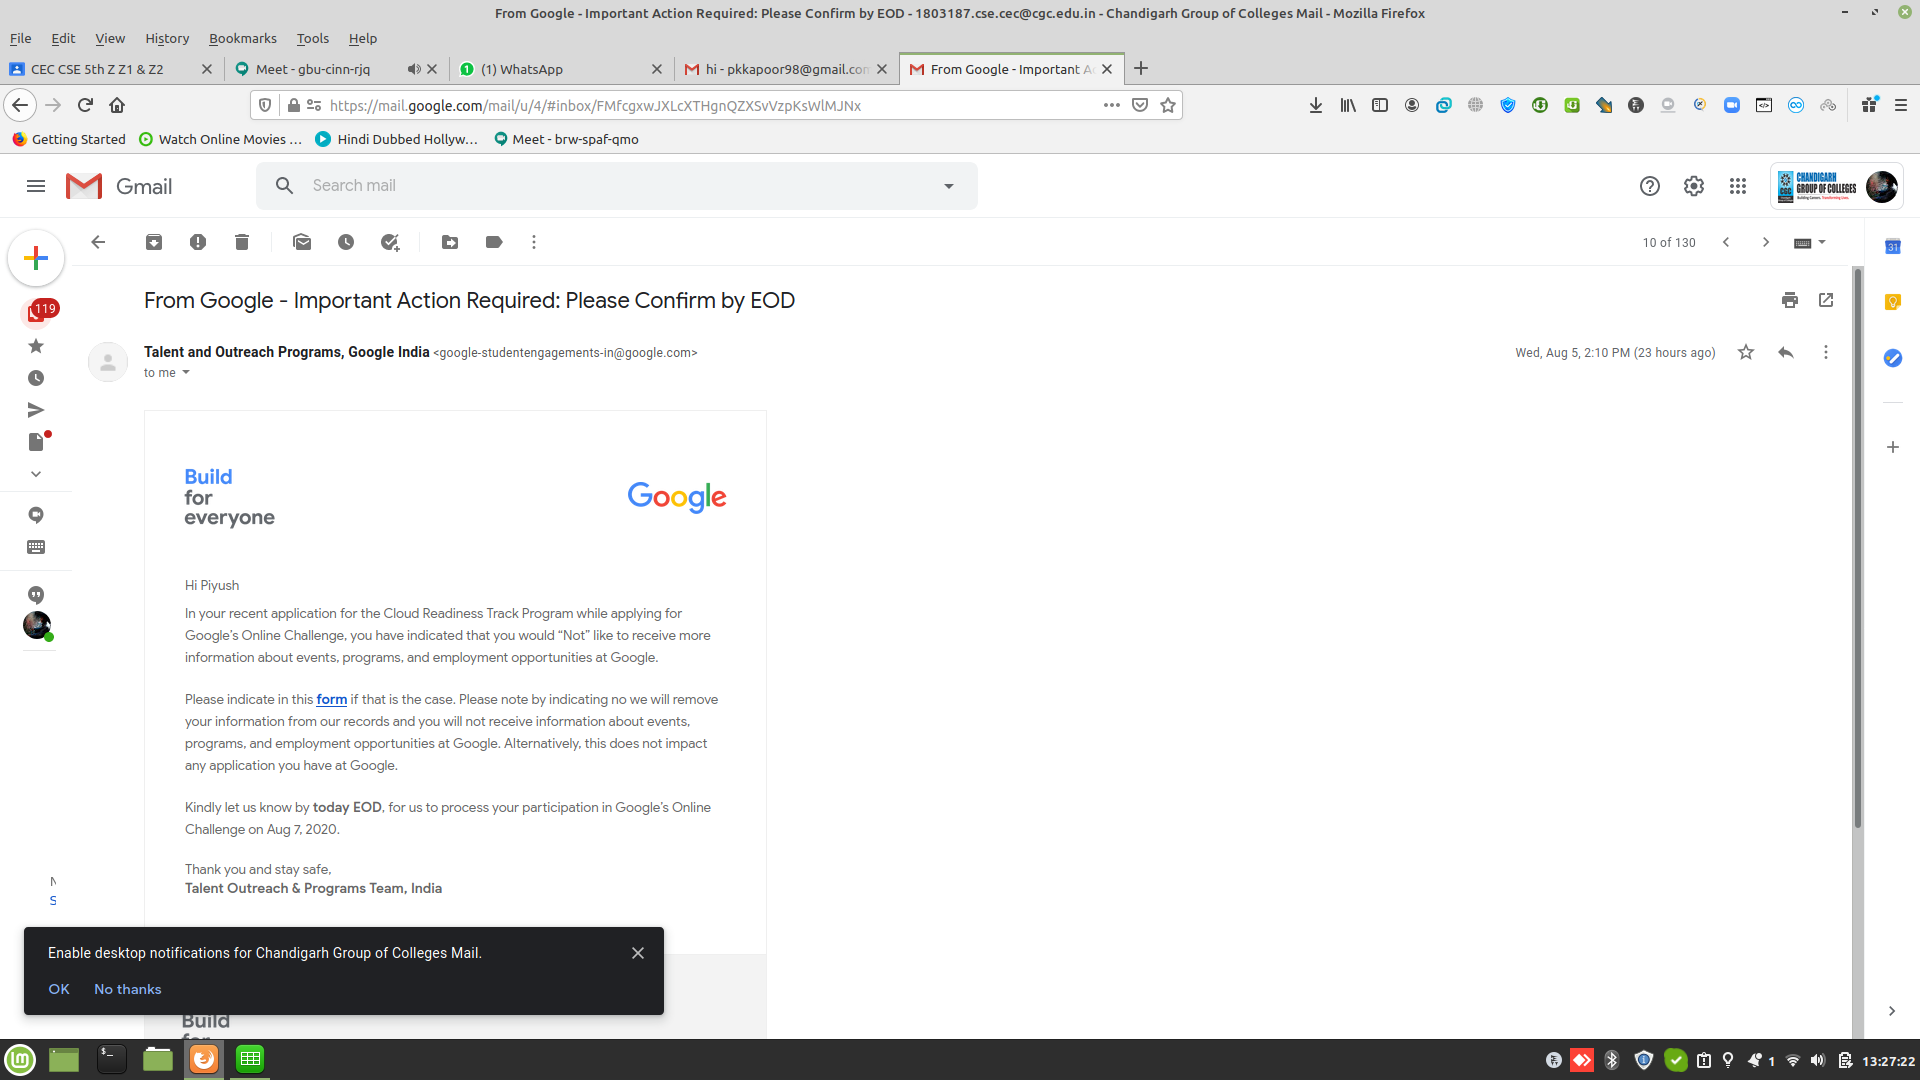 From Google - Important Action Required: Please Confirm by EOD - 1803187.cse.cec@cgc.edu.in - Chandigarh Group of Colleges Mail - Mozilla Firefox
File Edit View History Bookmarks Tools Help
CEC CSE 5th Z Z1 & Z2
Meet - gbu-cinn-rjq
(1) WhatsApp
hi - pkkapoor98@gmail.com
From Google - Important A
https://mail.google.com/mail/u/4/#inbox/FMfcgxwJXLcXTHgnQZXSvVzpKsWlMJNx
Getting Started
Watch Online Movies ...
Hindi Dubbed Hollyw...
Meet - brw-spaf-qmo
Gmail
Search mail
CHANDIGARH
GROUP OF COLLEGES
Building Careers. Transforming Lives.
CGC
10 of 130
31
119
From Google - Important Action Required: Please Confirm by EOD
Talent and Outreach Programs, Google India <google-studentengagements-in@google.com>
Wed, Aug 5, 2:10 PM (23 hours ago)
to me
Build
for
everyone
Google
Hi Piyush
In your recent application for the Cloud Readiness Track Program while applying for
Google’s Online Challenge, you have indicated that you would “Not” like to receive more
information about events, programs, and employment opportunities at Google.
Please indicate in this form if that is the case. Please note by indicating no we will remove
your information from our records and you will not receive information about events,
programs, and employment opportunities at Google. Alternatively, this does not impact
any application you have at Google.
Kindly let us know by today EOD, for us to process your participation in Google’s Online
Challenge on Aug 7, 2020.
Thank you and stay safe,
Talent Outreach & Programs Team, India
N
S
Enable desktop notifications for Chandigarh Group of Colleges Mail.
OK No thanks
Build
for
1
13:27:22